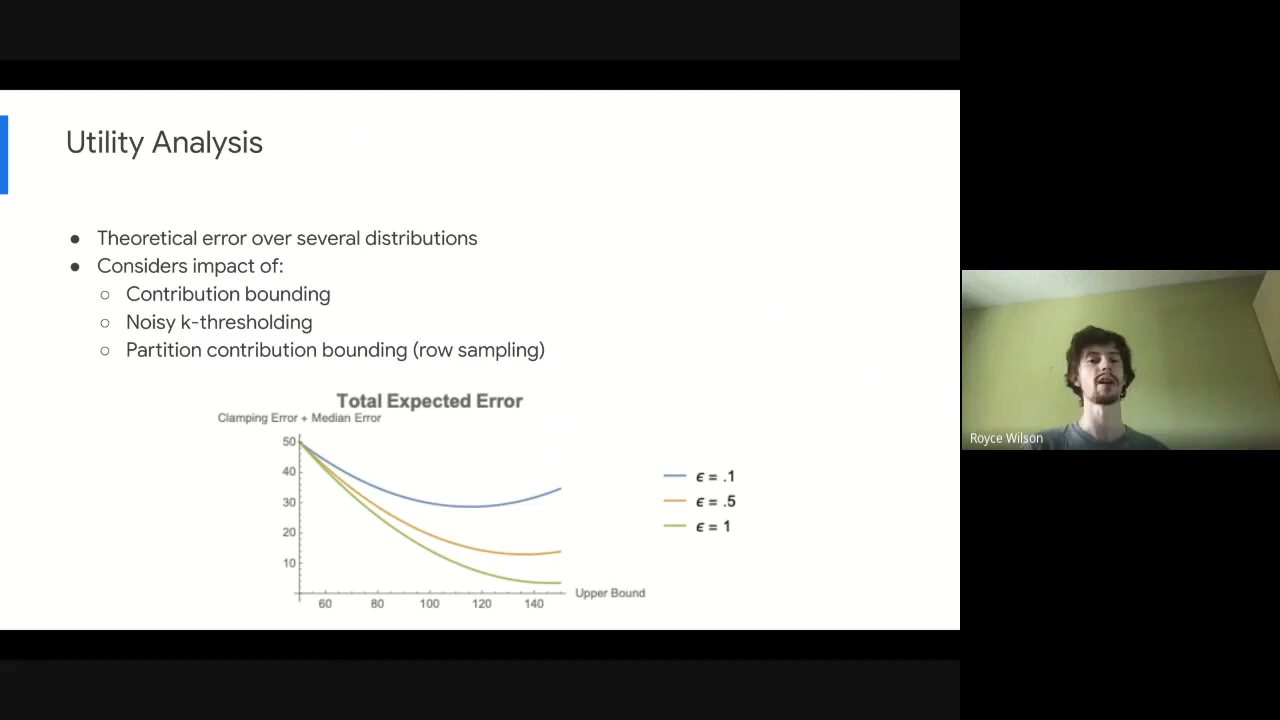 Utility Analysis
● Theoretical error over several distributions
● Considers impact of:
○ Contribution bounding
○ Noisy k-thresholding
○ Partition contribution bounding (row sampling)
Total Expected Error
Clamping Error + Median Error
50
40
30
20
10
60 80 100 120 140
Upper Bound
ϵ = .1
ϵ = .5
ϵ = 1
Royce Wilson